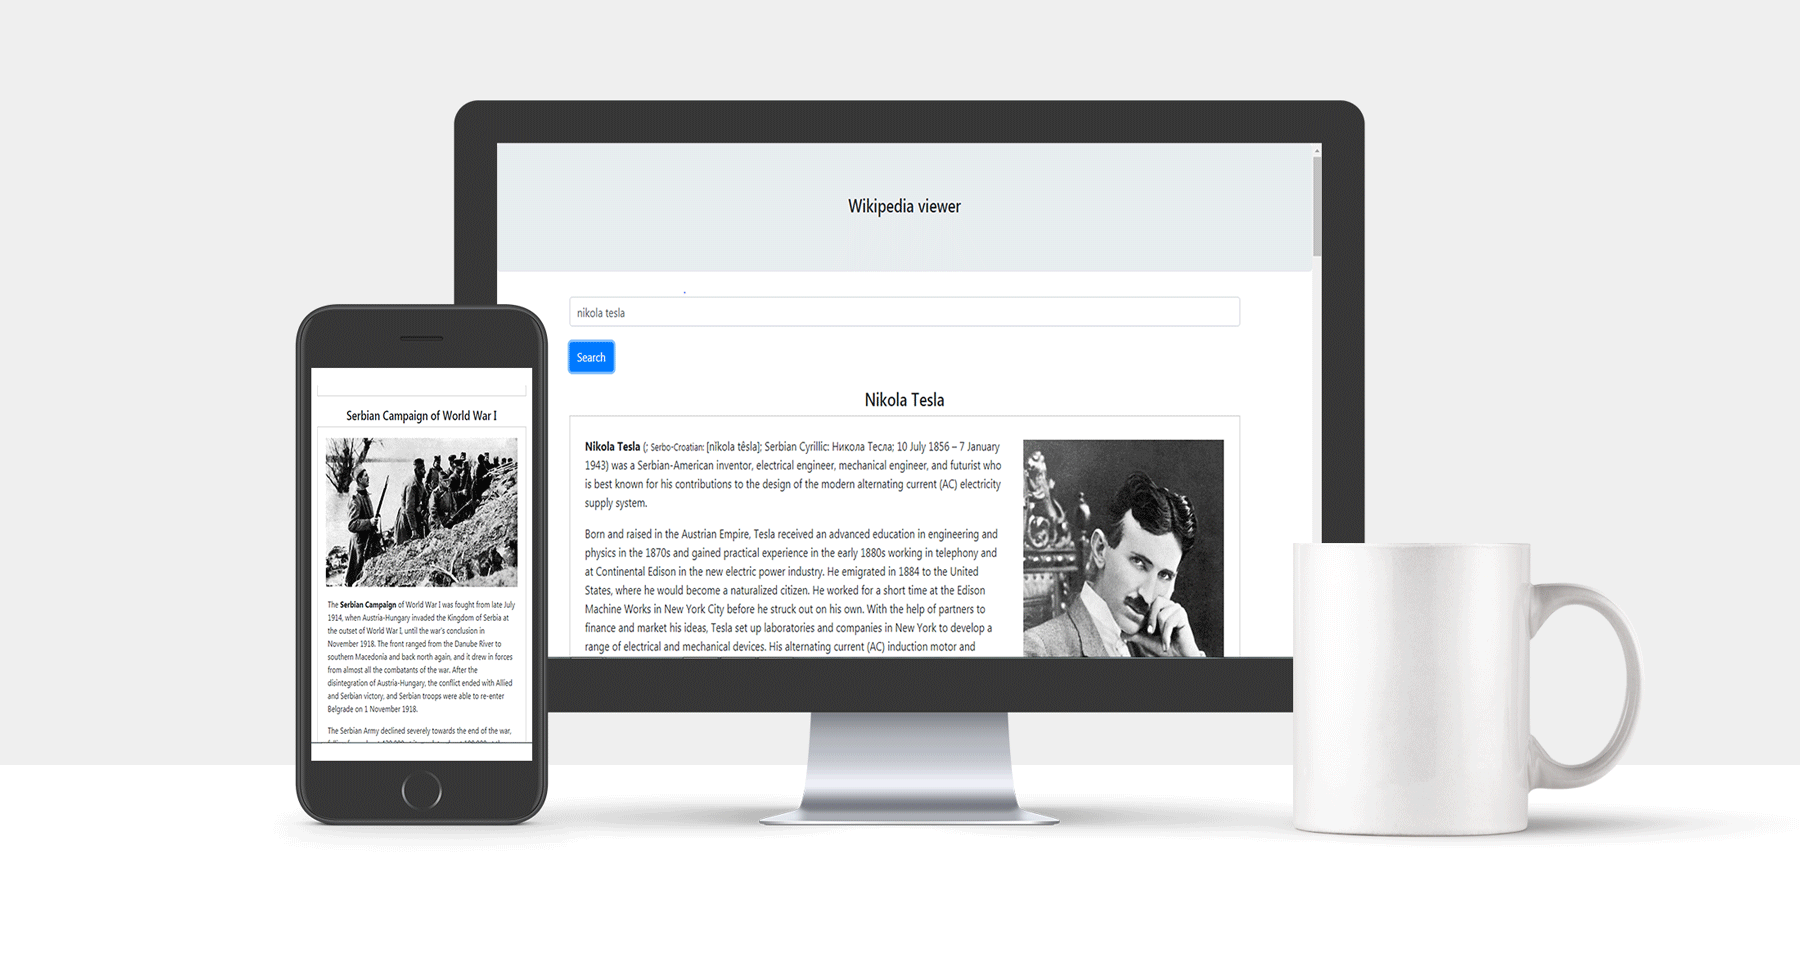 Wikipedia viewer
nikola tesla
Search
Nikola Tesla
Nikola Tesla (; Serbo-Croatian: [nǐkola têsla]; Serbian Cyrillic: Никола Тесла; 10 July 1856 – 7 January
1943) was a Serbian-American inventor, electrical engineer, mechanical engineer, and futurist who
is best known for his contributions to the design of the modern alternating current (AC) electricity
supply system.
Born and raised in the Austrian Empire, Tesla received an advanced education in engineering and
physics in the 1870s and gained practical experience in the early 1880s working in telephony and
at Continental Edison in the new electric power industry. He emigrated in 1884 to the United
States, where he would become a naturalized citizen. He worked for a short time at the Edison
Machine Works in New York City before he struck out on his own. With the help of partners to
finance and market his ideas, Tesla set up laboratories and companies in New York to develop a
range of electrical and mechanical devices. His alternating current (AC) induction motor and
Serbian Campaign of World War I
The Serbian Campaign of World War I was fought from late July
1914, when Austria-Hungary invaded the Kingdom of Serbia at
the outset of World War I, until the war's conclusion in
November 1918. The front ranged from the Danube River to
southern Macedonia and back north again, and it drew in forces
from almost all the combatants of the war. After the
disintegration of Austria-Hungary, the conflict ended with Allied
and Serbian victory, and Serbian troops were able to re-enter
Belgrade on 1 November 1918.
The Serbian Army declined severely towards the end of the war,